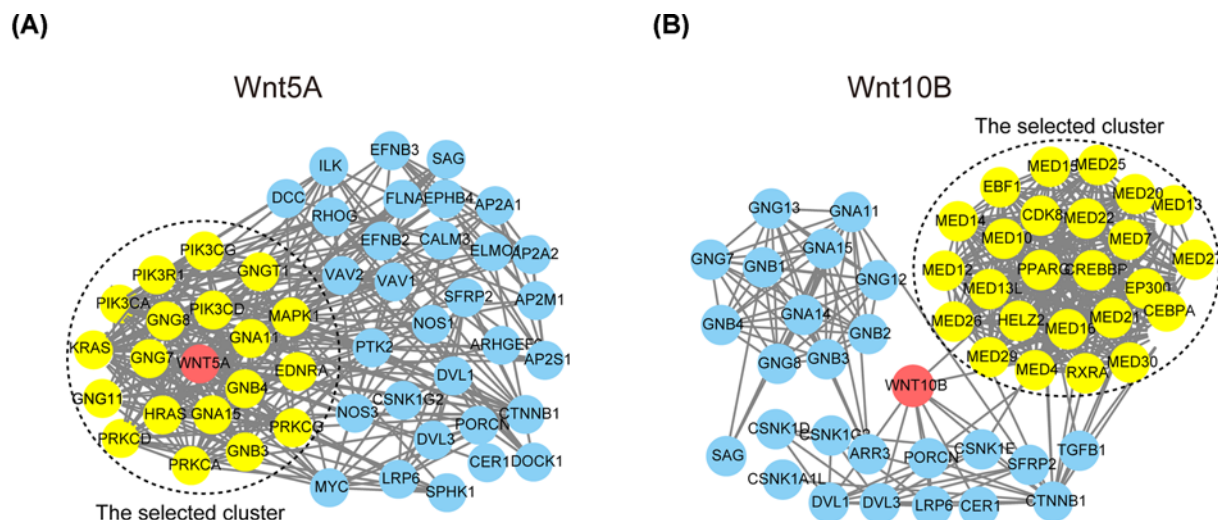 (A)
Wnt5A
EFNB3
SAG
ILK
DCC
RHOG
FLNA
EPHB4
AP2A1
EFNB2
CALM3
ELMO1
AP2A2
PIK3CG
GNGT1
VAV2
VAV1
PIK3R1
SFRP2
AP2M1
PIK3CA
PIK3CD
MAPK1
NOS1
GNG8
GNA11
PTK2
KRAS
GNG7
WNT5A
EDNRA
DVL1
AP2S1
GNB4
CSNK1G2
GNG11
HRAS
GNA15
NOS3
CTNNB1
PRKCG
PORCN
PRKCD
DVL3
GNB3
CER1
DOCK1
PRKCA
MYC
LRP6
SPHK1
The selected cluster
(B)
Wnt10B
The selected cluster
MED15
MED25
EBF1
MED20
MED13
GNG13
GNA11
MED14
CDK8
MED22
MED10
MED7
GNA15
GNG7
GNB1
GNG12
MED12
PPARG
CREBBP
MED27
MED13L
EP300
CEBPA
GNB4
GNA14
GNB2
MED26
HELZ2
MED16
MED21
GNG8
GNB3
MED29
MED4
RXRA
MED30
WNT10B
CSNK1D
CSNK1G2
SAG
ARR3
PORCN
CSNK1E
SFRP2
TGFB1
CSNK1A1L
DVL1
DVL3
LRP6
CER1
CTNNB1